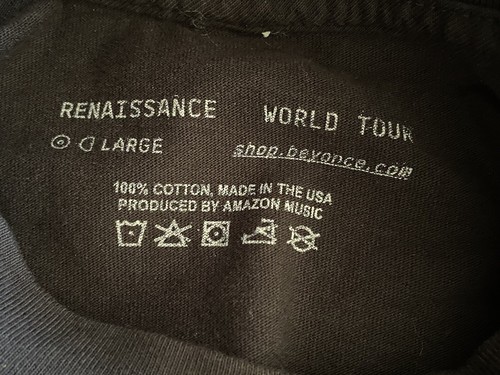 RENAISSANCE WORLD TOUR
LARGE shop.beyonce.com
100% COTTON, MADE IN THE USA
PRODUCED BY AMAZON MUSIC